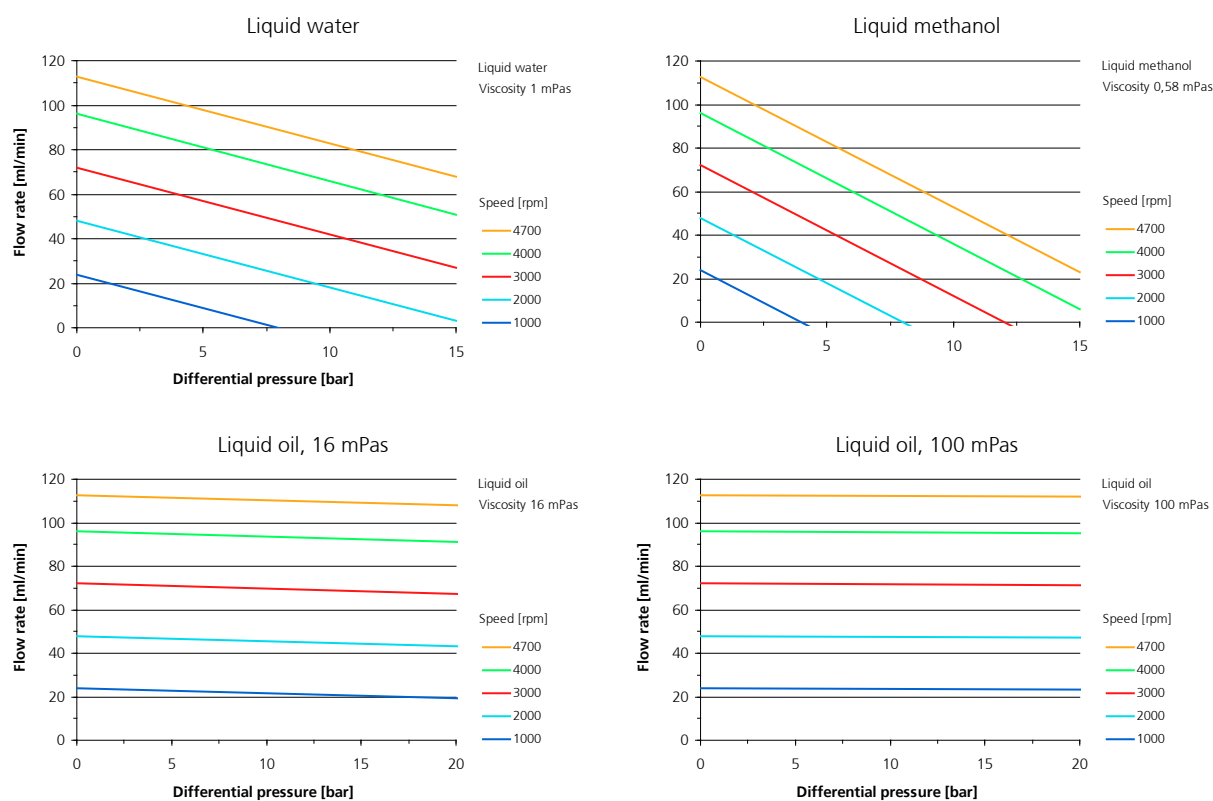 Liquid water
120
100
80
60
40
20
0
0 5 10 15
Flow rate [ml/min]
Differential pressure [bar]
Liquid water
Viscosity 1 mPas
Speed [rpm]
4700
4000
3000
2000
1000
Liquid methanol
120
100
80
60
40
20
0
0 5 10 15
Liquid methanol
Viscosity 0,58 mPas
Speed [rpm]
4700
4000
3000
2000
1000
Liquid oil, 16 mPas
120
100
80
60
40
20
0
0 5 10 15 20
Flow rate [ml/min]
Differential pressure [bar]
Liquid oil
Viscosity 16 mPas
Speed [rpm]
4700
4000
3000
2000
1000
Liquid oil, 100 mPas
120
100
80
60
40
20
0
0 5 10 15 20
Flow rate [ml/min]
Differential pressure [bar]
Liquid oil
Viscosity 100 mPas
Speed [rpm]
4700
4000
3000
2000
1000